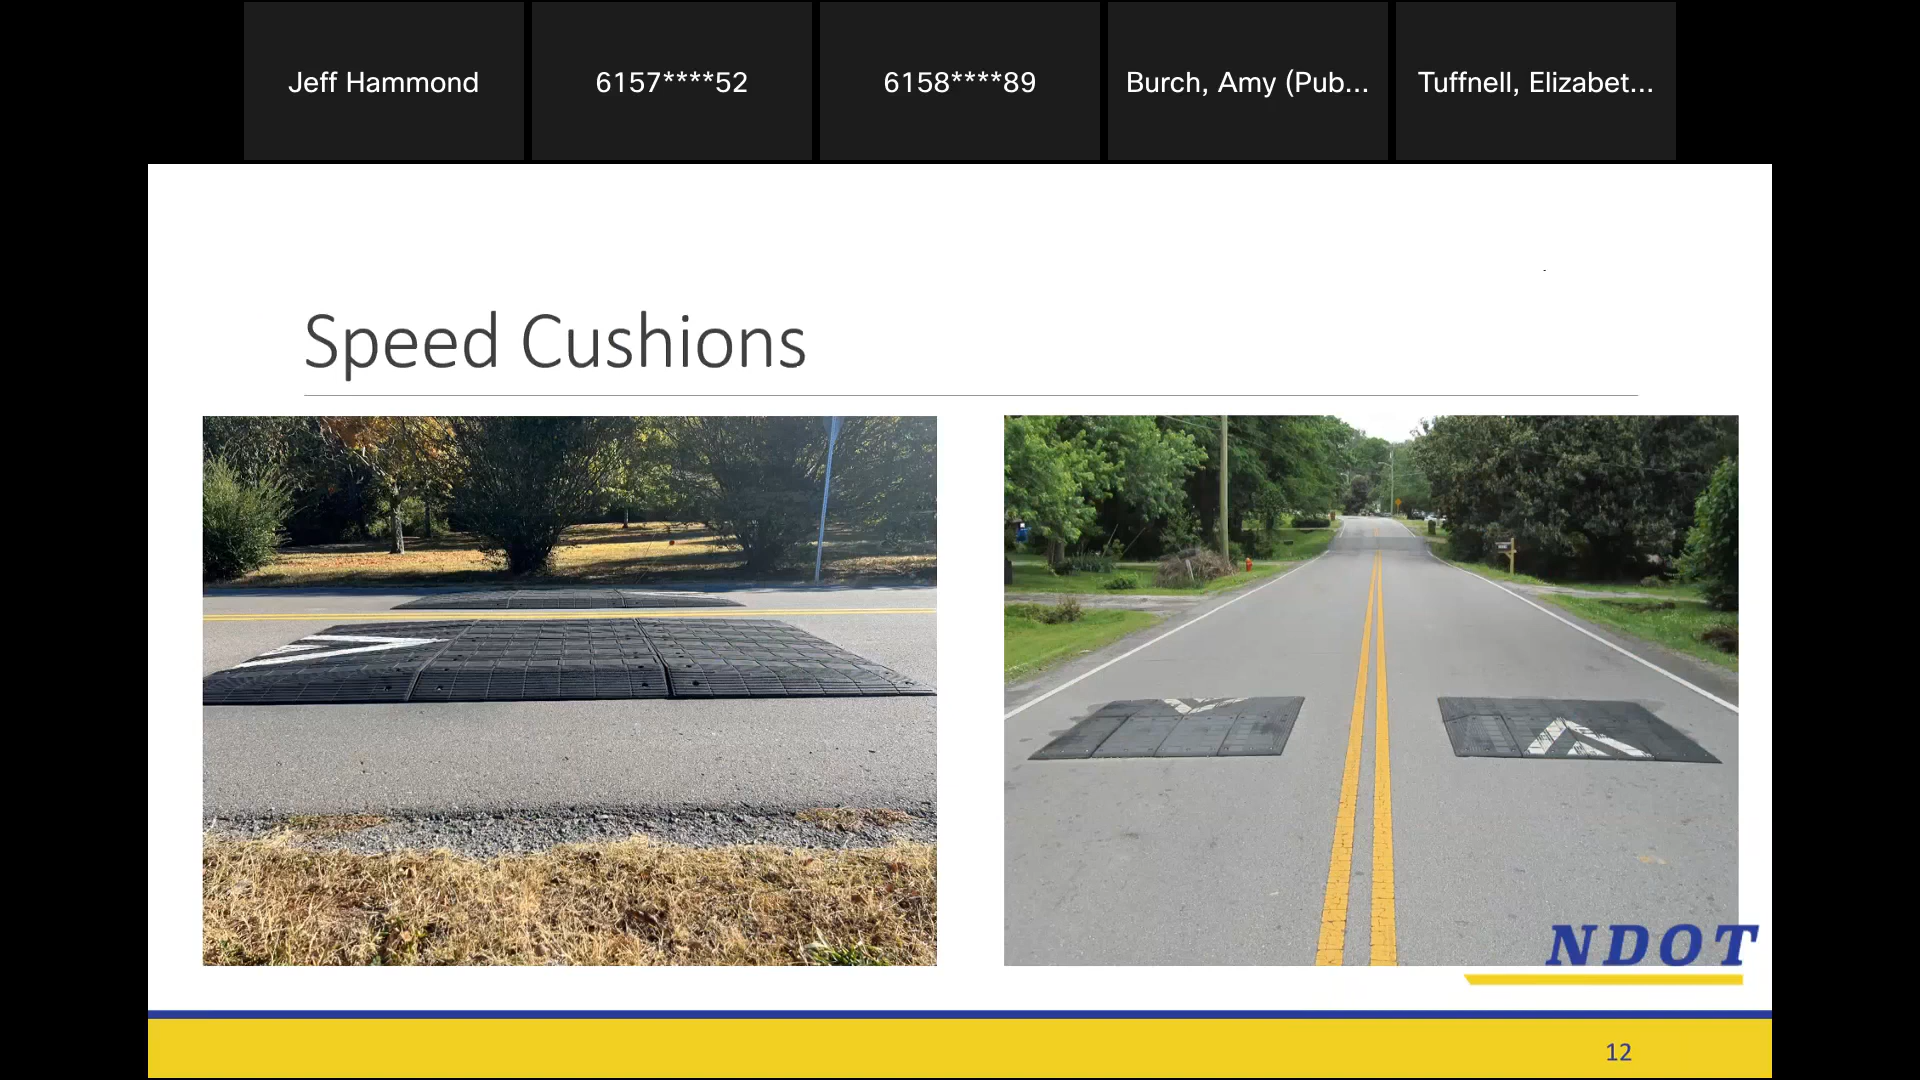 Jeff Hammond
6157****52
6158****89
Burch, Amy (Pub...
Tuffnell, Elizabet...
Speed Cushions
NDOT
12